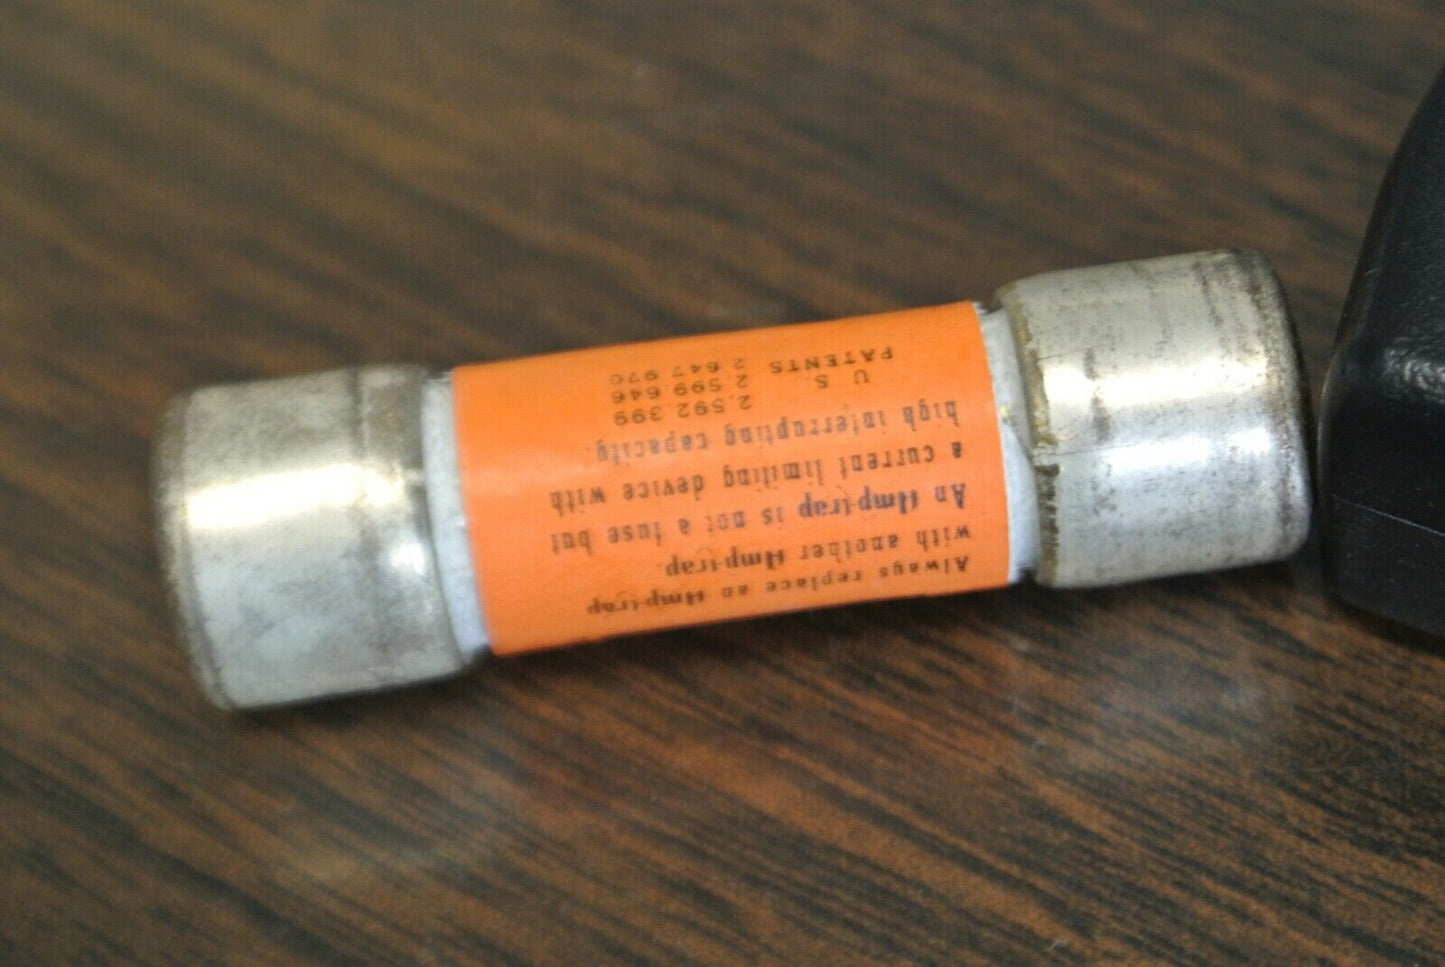 Always replace an Amp-trap
with another Amp-trap.
An Amp-trap is not a fuse but
a current limiting device with
high interrupting capacity.
U. S. 2,592,399
PATENTS 2,599,646
2,647,970